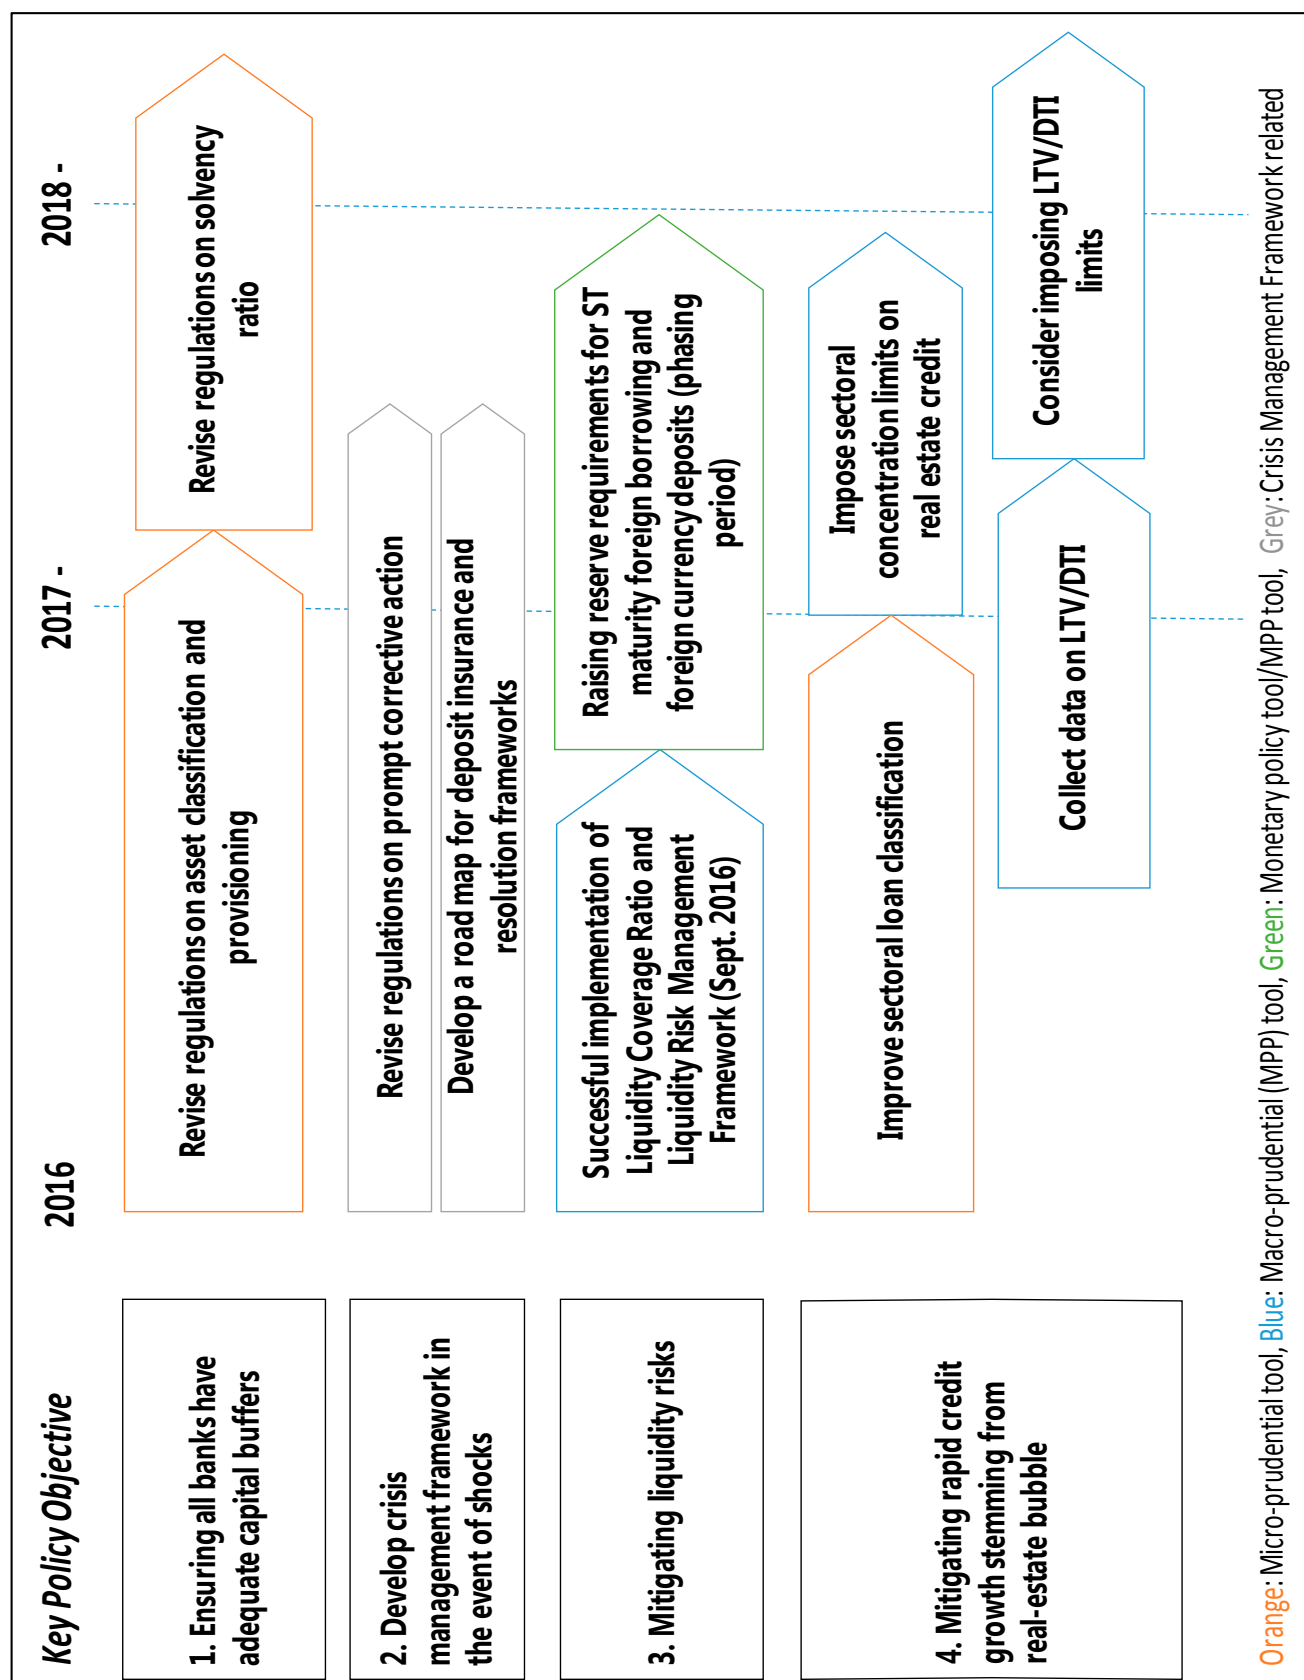 Key Policy Objective
2016
2017 -
2018 -
1. Ensuring all banks have
adequate capital buffers
Revise regulations on asset classification and
provisioning
Revise regulations on solvency
ratio
2. Develop crisis
management framework in
the event of shocks
Revise regulations on prompt corrective action
Develop a road map for deposit insurance and
resolution frameworks
3. Mitigating liquidity risks
Successful implementation of
Liquidity Coverage Ratio and
Liquidity Risk Management
Framework (Sept. 2016)
Raising reserve requirements for ST
maturity foreign borrowing and
foreign currency deposits (phasing
period)
4. Mitigating rapid credit
growth stemming from
real-estate bubble
Improve sectoral loan classification
Impose sectoral
concentration limits on
real estate credit
Collect data on LTV/DTI
Consider imposing LTV/DTI
limits
Orange: Micro-prudential tool, Blue: Macro-prudential (MPP) tool, Green: Monetary policy tool/MPP tool, Grey: Crisis Management Framework related